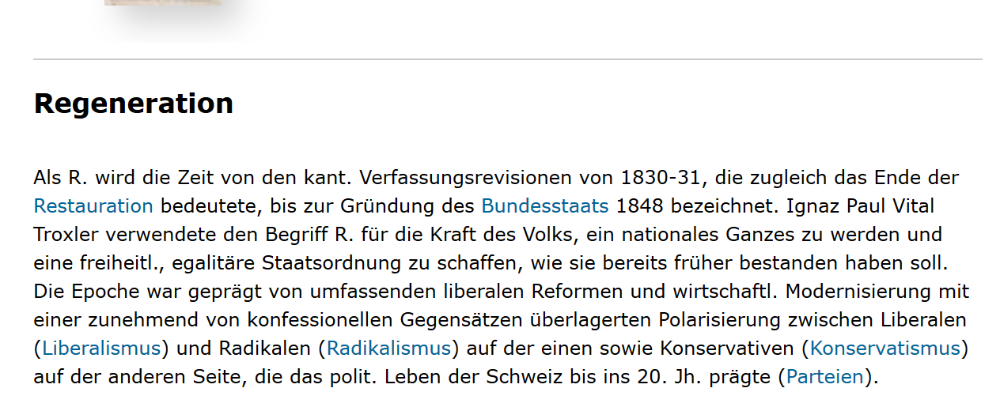 Regeneration
Als R. wird die Zeit von den kant. Verfassungsrevisionen von 1830-31, die zugleich das Ende der
Restauration bedeutete, bis zur Gründung des Bundesstaats 1848 bezeichnet. Ignaz Paul Vital
Troxler verwendete den Begriff R. für die Kraft des Volks, ein nationales Ganzes zu werden und
eine freiheitl., egalitäre Staatsordnung zu schaffen, wie sie bereits früher bestanden haben soll.
Die Epoche war geprägt von umfassenden liberalen Reformen und wirtschaftl. Modernisierung mit
einer zunehmend von konfessionellen Gegensätzen überlagerten Polarisierung zwischen Liberalen
(Liberalismus) und Radikalen (Radikalismus) auf der einen sowie Konservativen (Konservatismus)
auf der anderen Seite, die das polit. Leben der Schweiz bis ins 20. Jh. prägte (Parteien).